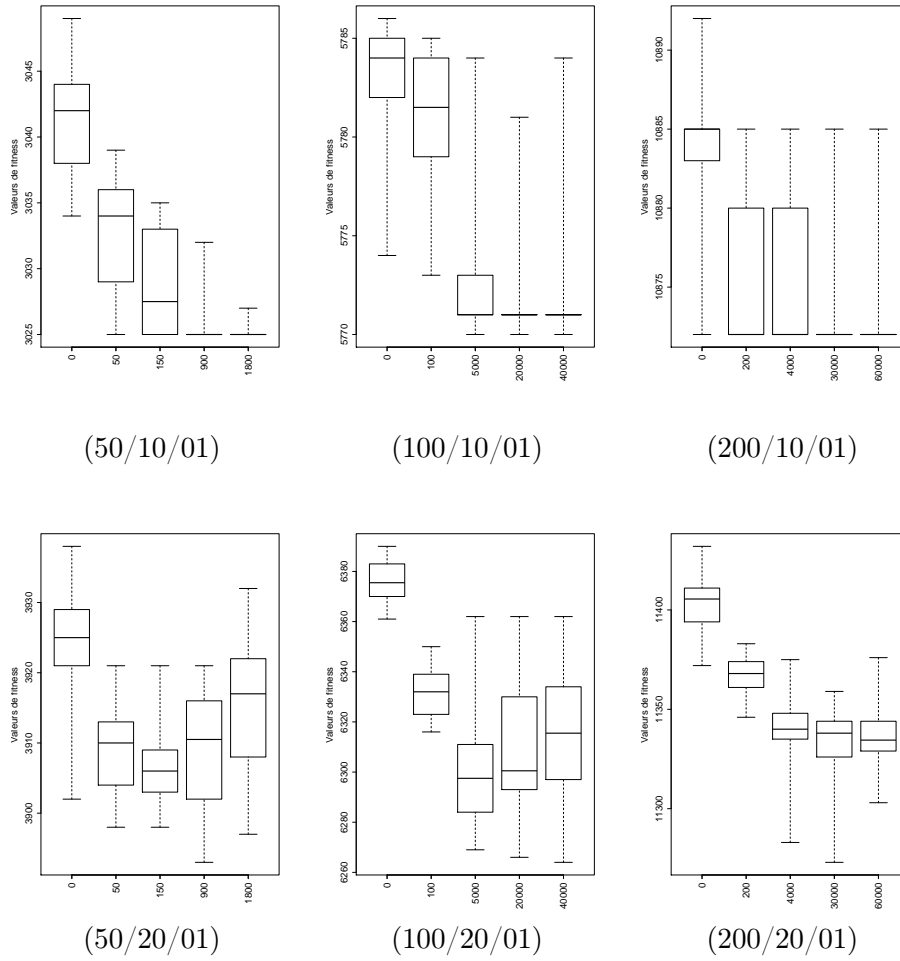 Valeurs de fitness
3025 3030 3035 3040 3045
0 50 150 900 1800
(50/10/01)
Valeurs de fitness
5770 5775 5780 5785
0 100 5000 20000 40000
(100/10/01)
Valeurs de fitness
10875 10880 10885 10890
0 200 4000 30000 60000
(200/10/01)
Valeurs de fitness
3900 3910 3920 3930
0 50 150 900 1800
(50/20/01)
Valeurs de fitness
6260 6280 6300 6320 6340 6360 6380
0 100 5000 20000 40000
(100/20/01)
Valeurs de fitness
11300 11350 11400
0 200 4000 30000 60000
(200/20/01)